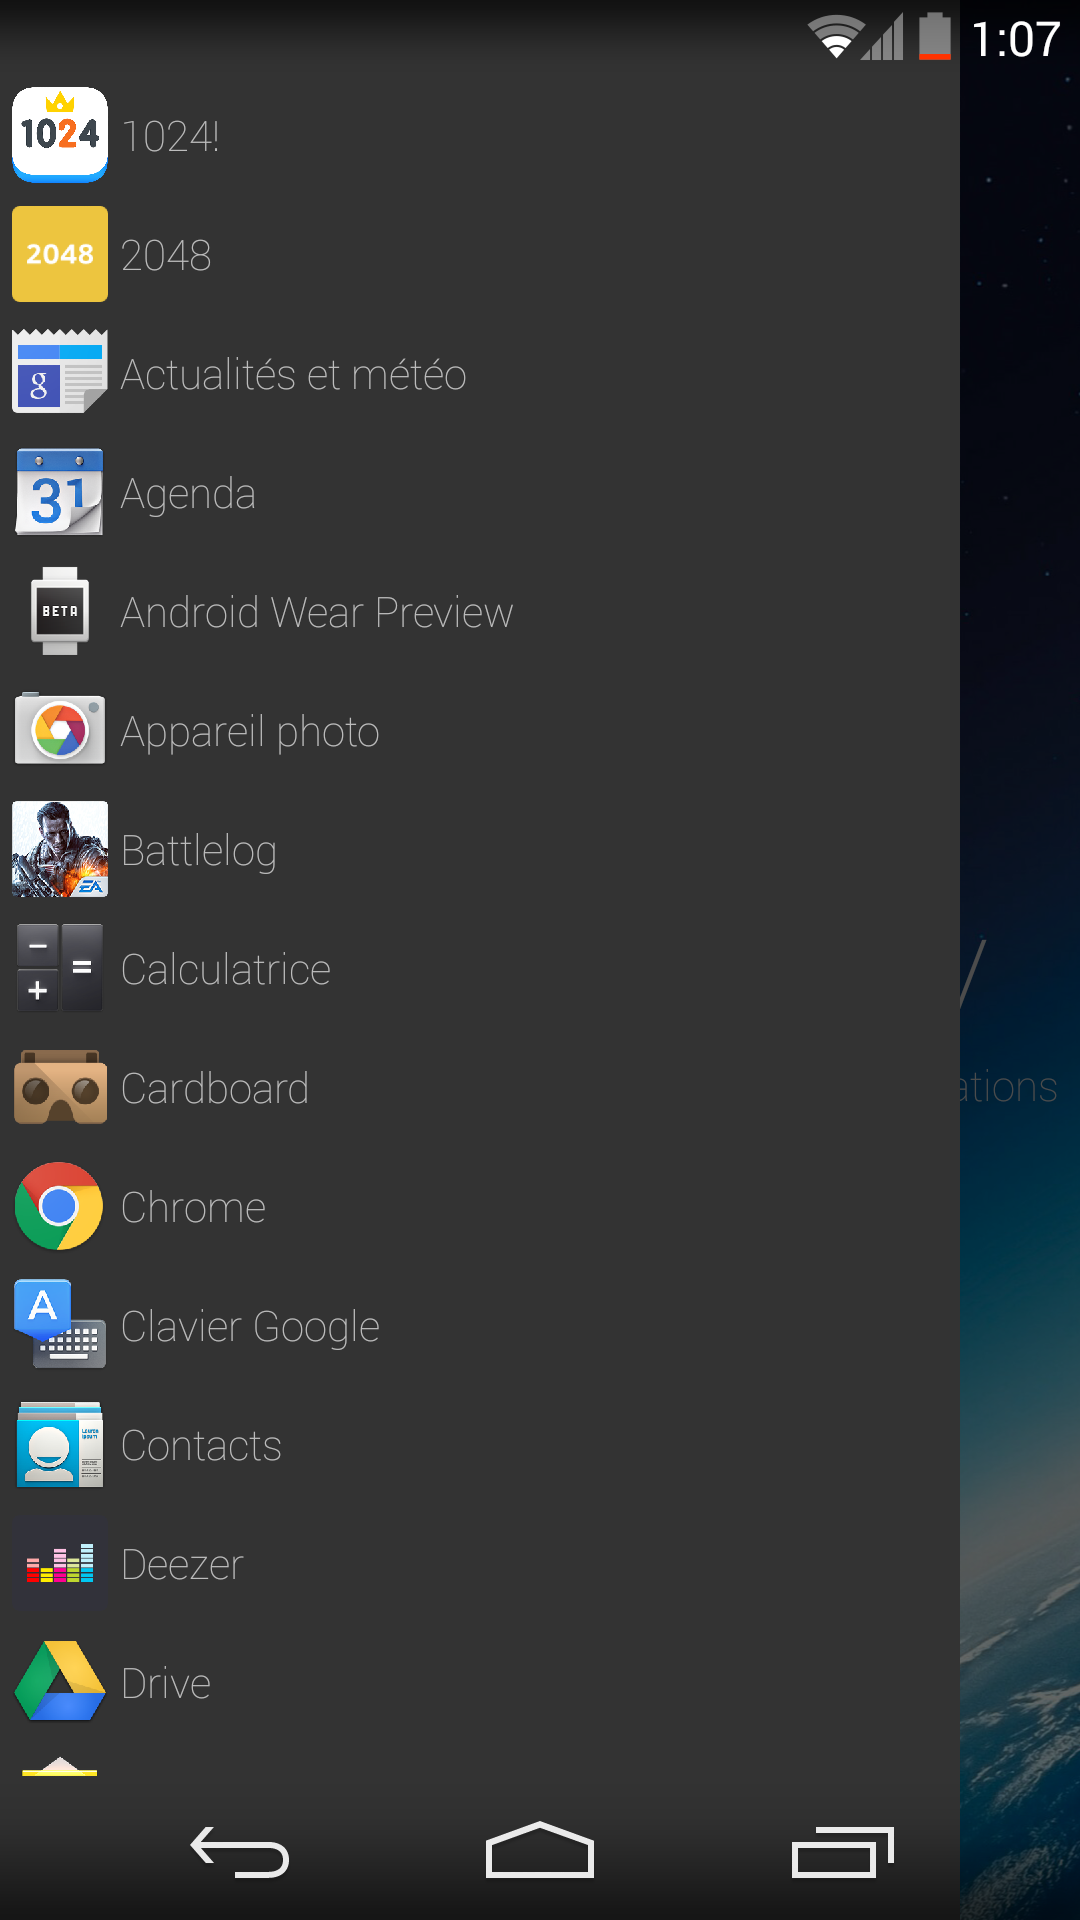 1:07
1024
1024!
2048
2048
g
Actualités et météo
31
Agenda
BETA
Android Wear Preview
Appareil photo
EA
Battlelog
Calculatrice
Cardboard
Chrome
A
Clavier Google
Contacts
Deezer
Drive
ations